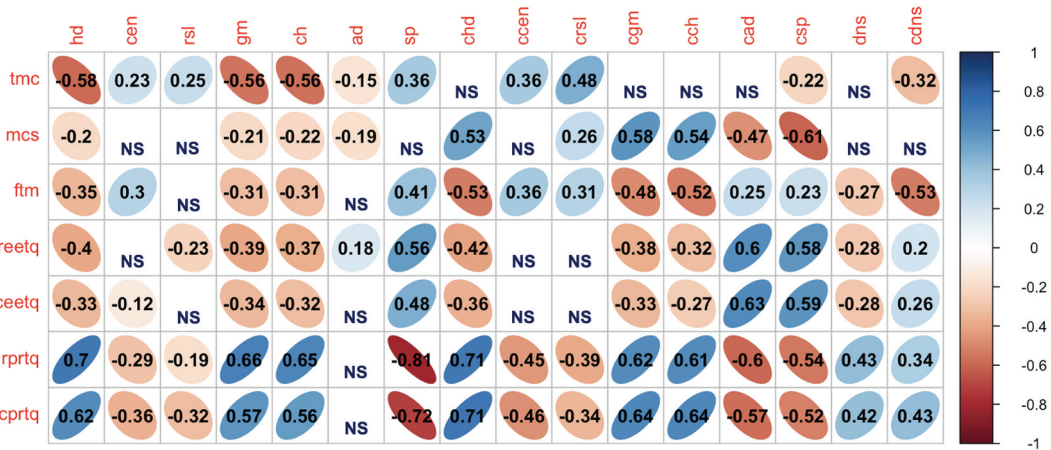 hd cen rsl gm ch ad sp chd ccen crsl cgm cch cad csp dns cdns
tmc -0.58 0.23 0.25 -0.56 -0.56 -0.15 0.36 NS 0.36 0.48 NS NS NS -0.22 NS -0.32
mcs -0.2 NS NS -0.21 -0.22 -0.19 NS 0.53 NS 0.26 0.58 0.54 -0.47 -0.61 NS NS
ftm -0.35 0.3 NS -0.31 -0.31 NS 0.41 -0.53 0.36 0.31 -0.48 -0.52 0.25 0.23 -0.27 -0.53
reetq -0.4 NS -0.23 -0.39 -0.37 0.18 0.56 -0.42 NS NS -0.38 -0.32 0.6 0.58 -0.28 0.2
ceetq -0.33 -0.12 NS -0.34 -0.32 NS 0.48 -0.36 NS NS -0.33 -0.27 0.63 0.59 -0.28 0.26
rprtq 0.7 -0.29 -0.19 0.66 0.65 NS -0.81 0.71 -0.45 -0.39 0.62 0.61 -0.6 -0.54 0.43 0.34
cprtq 0.62 -0.36 -0.32 0.57 0.56 NS -0.72 0.71 -0.46 -0.34 0.64 0.64 -0.57 -0.52 0.42 0.43
1
0.8
0.6
0.4
0.2
0
-0.2
-0.4
-0.6
-0.8
-1